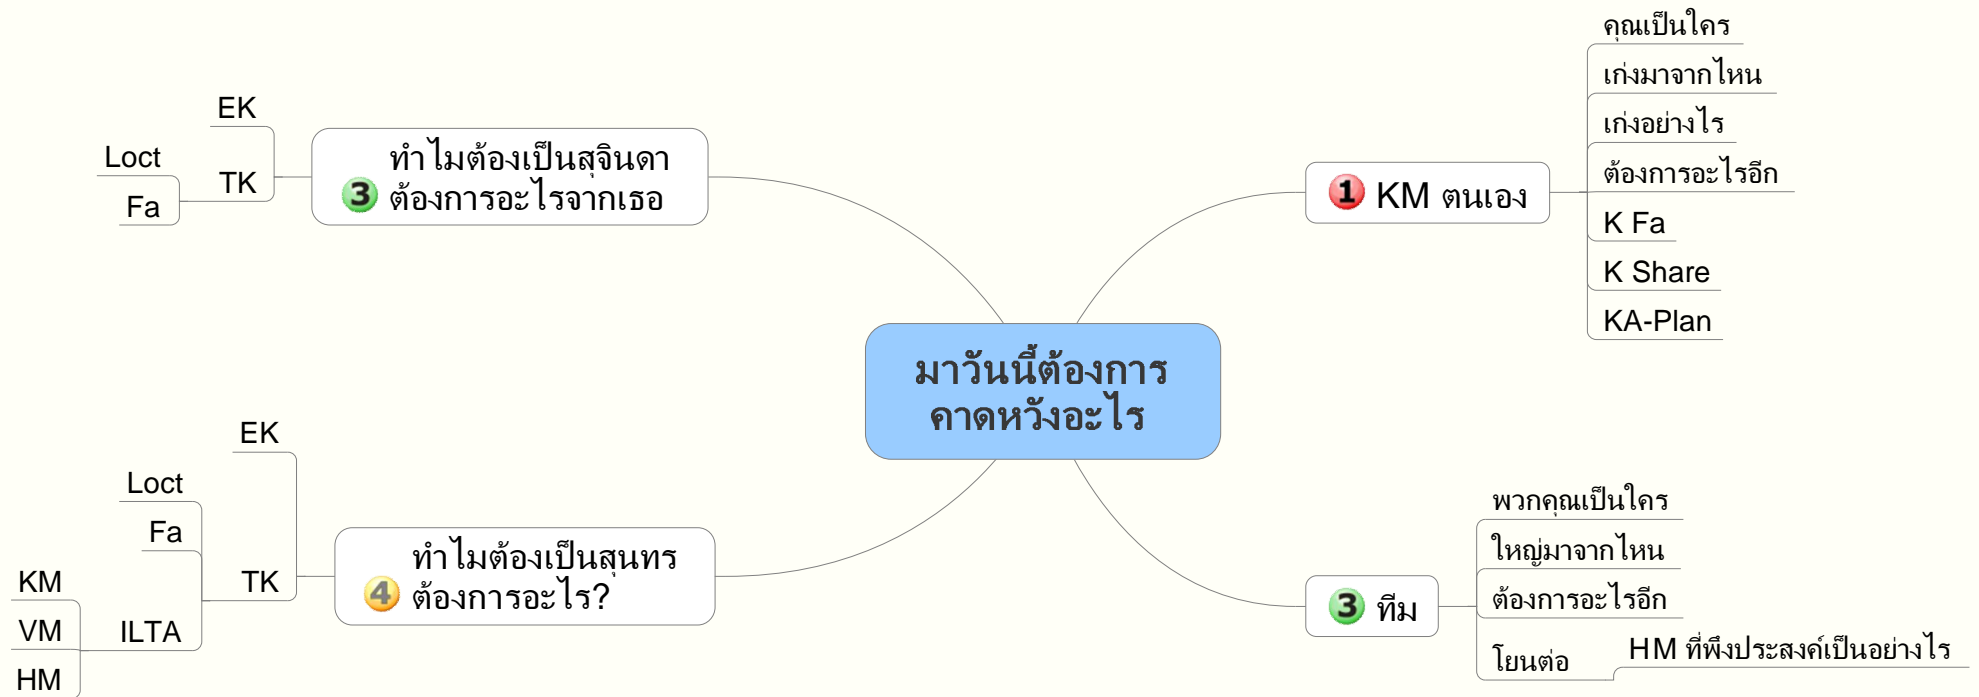 มาวันนี้ต้องการ
คาดหวังอะไร
1 KM ตนเอง
คุณเป็นใคร
เก่งมาจากไหน
เก่งอย่างไร
ต้องการอะไรอีก
K Fa
K Share
KA-Plan
3 ทีม
พวกคุณเป็นใคร
ใหญ่มาจากไหน
ต้องการอะไรอีก
โยนต่อ
HM ที่พึงประสงค์เป็นอย่างไร
3 ทำไมต้องเป็นสุจินดา
ต้องการอะไรจากเธอ
EK
TK
Loct
Fa
4 ทำไมต้องเป็นสุนทร
ต้องการอะไร?
EK
TK
Loct
Fa
ILTA
KM
VM
HM